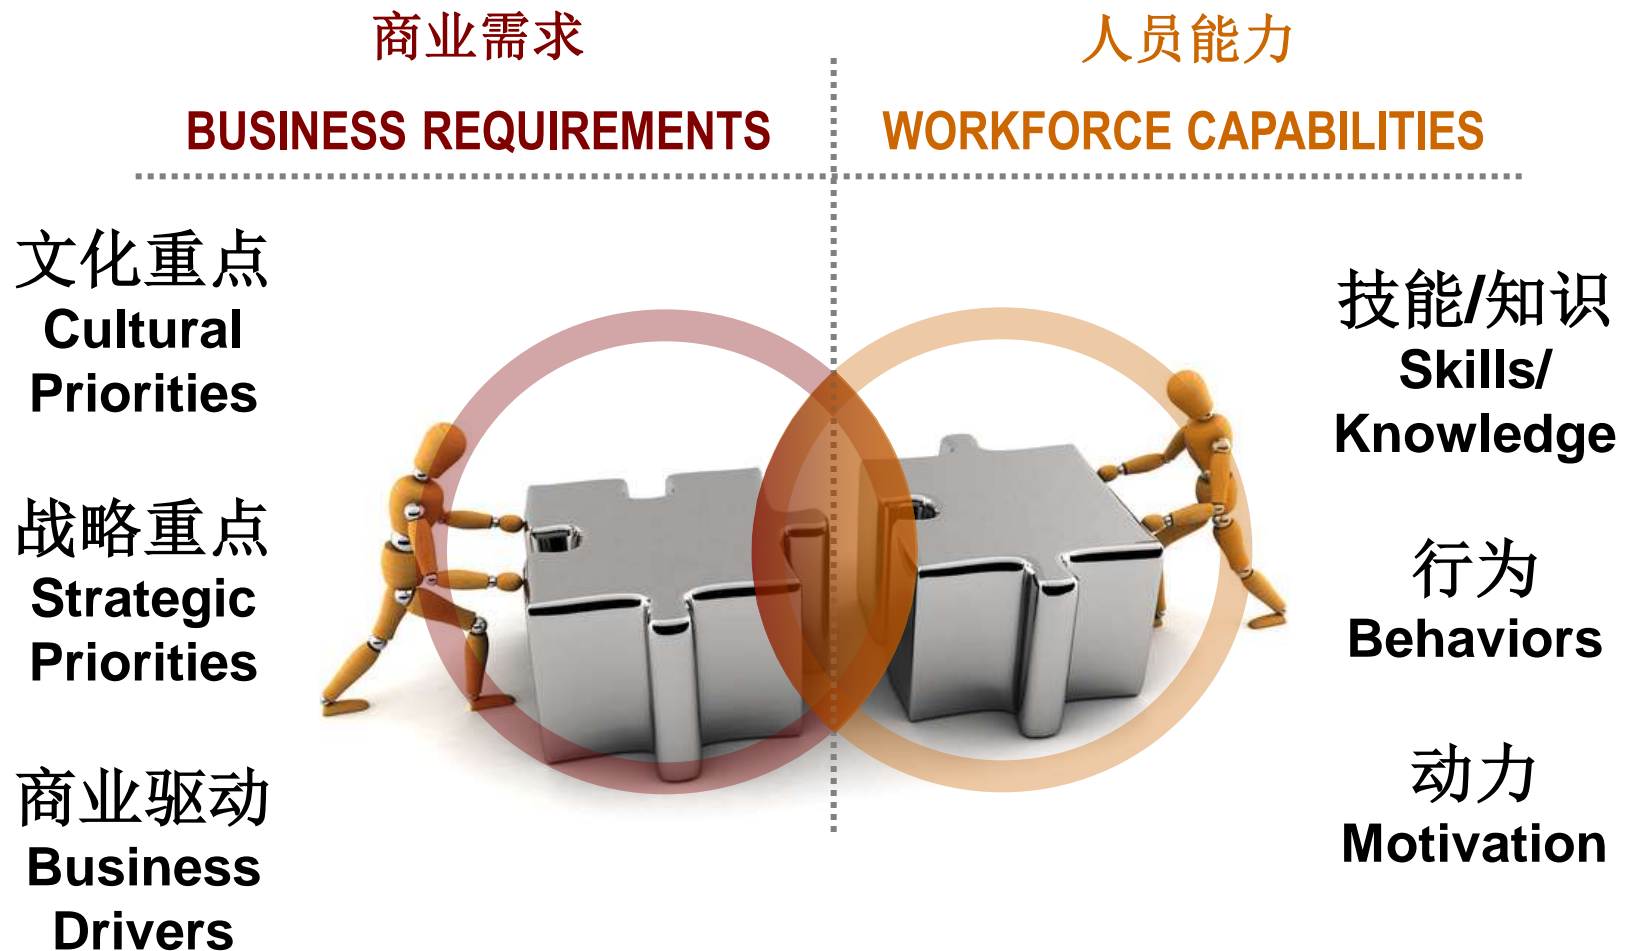 商业需求
BUSINESS REQUIREMENTS
人员能力
WORKFORCE CAPABILITIES
文化重点
Cultural
Priorities
战略重点
Strategic
Priorities
商业驱动
Business
Drivers
技能/知识
Skills/
Knowledge
行为
Behaviors
动力
Motivation